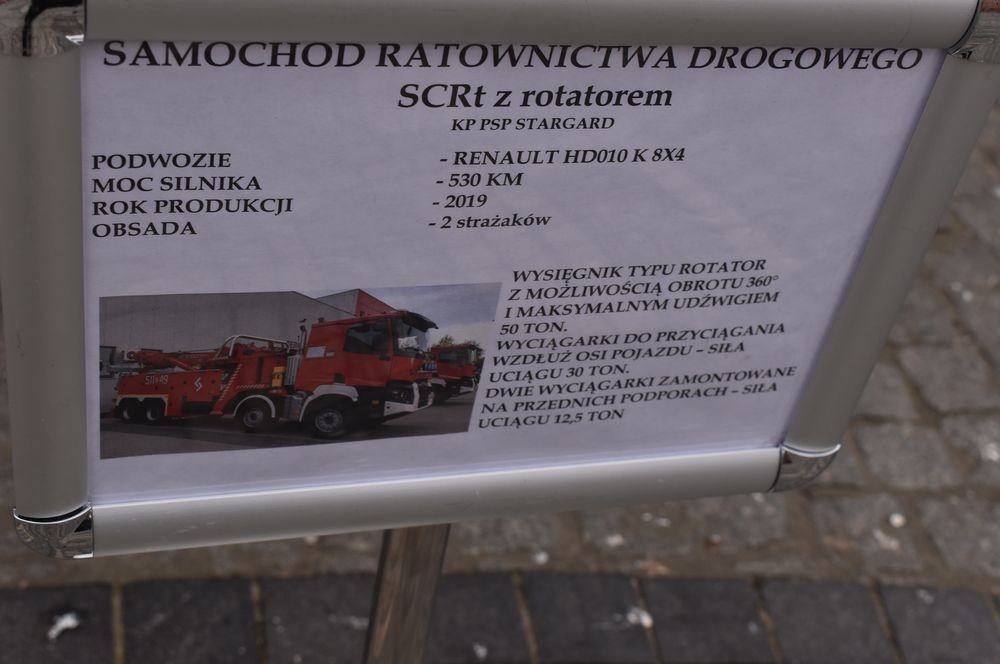 SAMOCHÓD RATOWNICTWA DROGOWEGO
SCRt z rotatorem
KP PSP STARGARD
PODWOZIE - RENAULT HD010 K 8X4
MOC SILNIKA - 530 KM
ROK PRODUKCJI - 2019
OBSADA - 2 strażaków
WYSIĘGNIK TYPU ROTATOR
Z MOŻLIWOŚCIĄ OBROTU 360°
I MAKSYMALNYM UDŹWIGIEM
50 TON.
WYCIĄGARKI DO PRZYCIĄGANIA
WZDŁUŻ OSI POJAZDU – SIŁA
UCIĄGU 30 TON.
DWIE WYCIĄGARKI ZAMONTOWANE
NA PRZEDNICH PODPORACH – SIŁA
UCIĄGU 12,5 TON